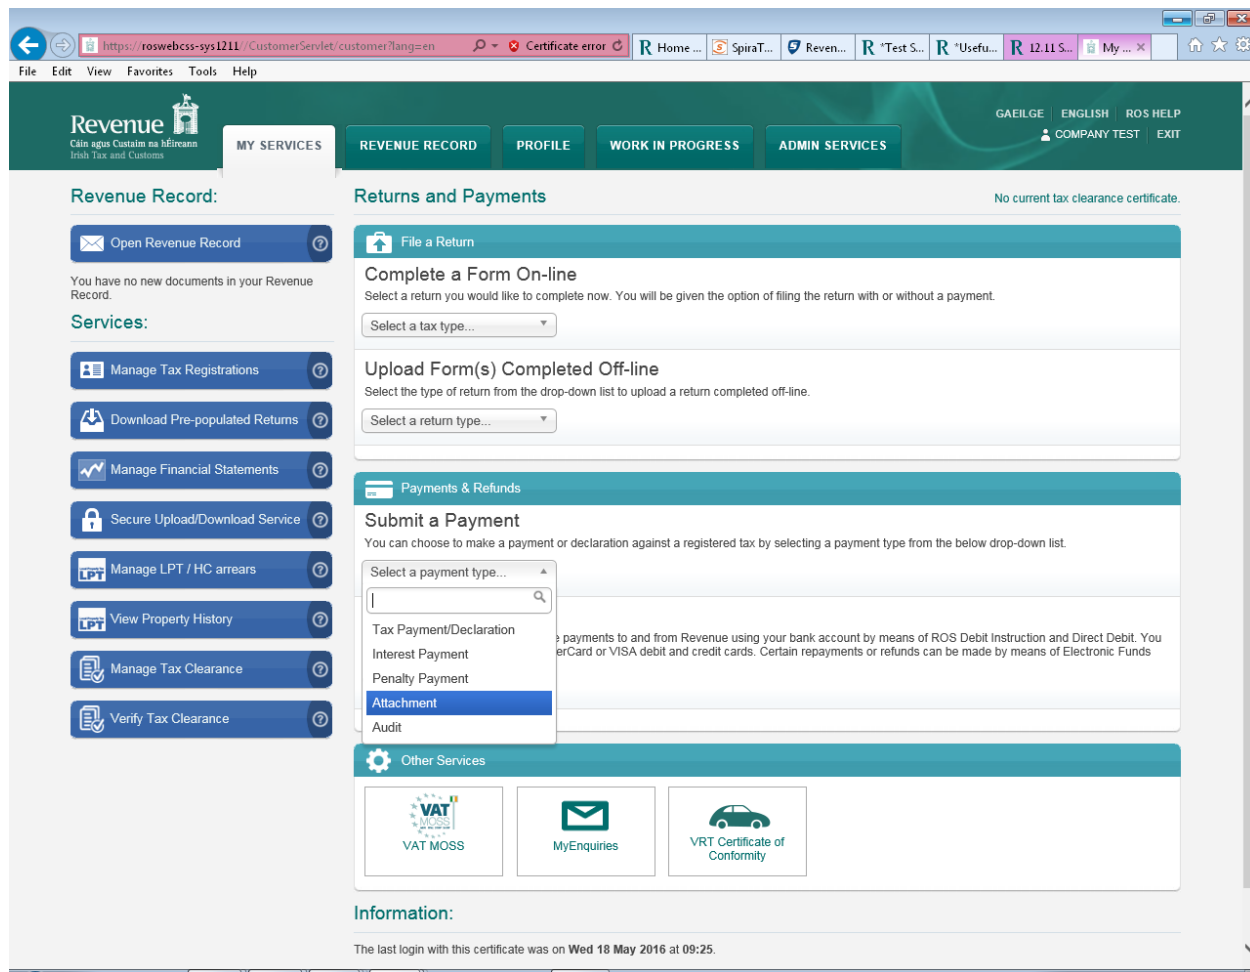 https://roswebcss-sys1211//CustomerServlet/customer?lang=en
Certificate error
Home ...
SpiraT...
Reven...
*Test S...
*Usefu...
12.11 S...
My ...
File Edit View Favorites Tools Help
Revenue
Cáin agus Custaim na hÉireann
Irish Tax and Customs
MY SERVICES
REVENUE RECORD
PROFILE
WORK IN PROGRESS
ADMIN SERVICES
GAEILGE ENGLISH ROS HELP
COMPANY TEST EXIT
Revenue Record:
Open Revenue Record
You have no new documents in your Revenue
Record.
Services:
Manage Tax Registrations
Download Pre-populated Returns
Manage Financial Statements
Secure Upload/Download Service
LPT Manage LPT / HC arrears
LPT View Property History
Manage Tax Clearance
Verify Tax Clearance
Returns and Payments
No current tax clearance certificate.
File a Return
Complete a Form On-line
Select a return you would like to complete now. You will be given the option of filing the return with or without a payment.
Select a tax type...
Upload Form(s) Completed Off-line
Select the type of return from the drop-down list to upload a return completed off-line.
Select a return type...
Payments & Refunds
Submit a Payment
You can choose to make a payment or declaration against a registered tax by selecting a payment type from the below drop-down list.
Select a payment type...
Tax Payment/Declaration
Interest Payment
Penalty Payment
Attachment
Audit
payments to and from Revenue using your bank account by means of ROS Debit Instruction and Direct Debit. You
erCard or VISA debit and credit cards. Certain repayments or refunds can be made by means of Electronic Funds
Other Services
VAT
MOSS
VAT MOSS
MyEnquiries
VRT Certificate of
Conformity
Information:
The last login with this certificate was on Wed 18 May 2016 at 09:25.